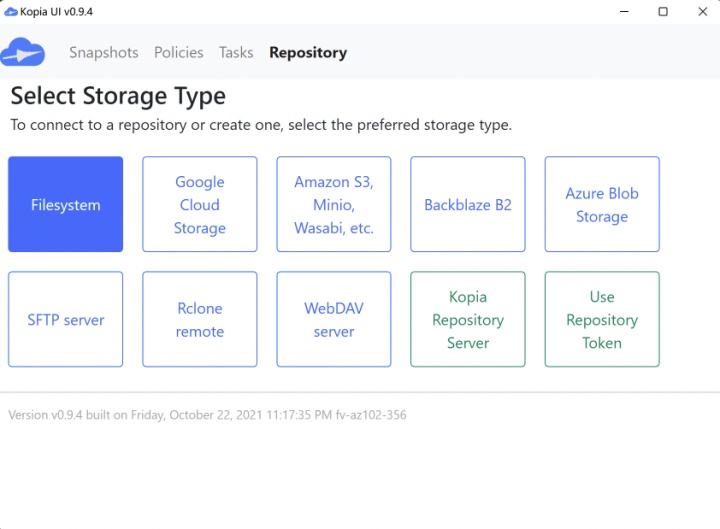 Kopia UI v0.9.4
Snapshots Policies Tasks Repository
Select Storage Type
To connect to a repository or create one, select the preferred storage type.
Filesystem
Google
Cloud
Storage
Amazon S3,
Minio,
Wasabi, etc.
Backblaze B2
Azure Blob
Storage
SFTP server
Rclone
remote
WebDAV
server
Kopia
Repository
Server
Use
Repository
Token
Version v0.9.4 built on Friday, October 22, 2021 11:17:35 PM fv-az102-356